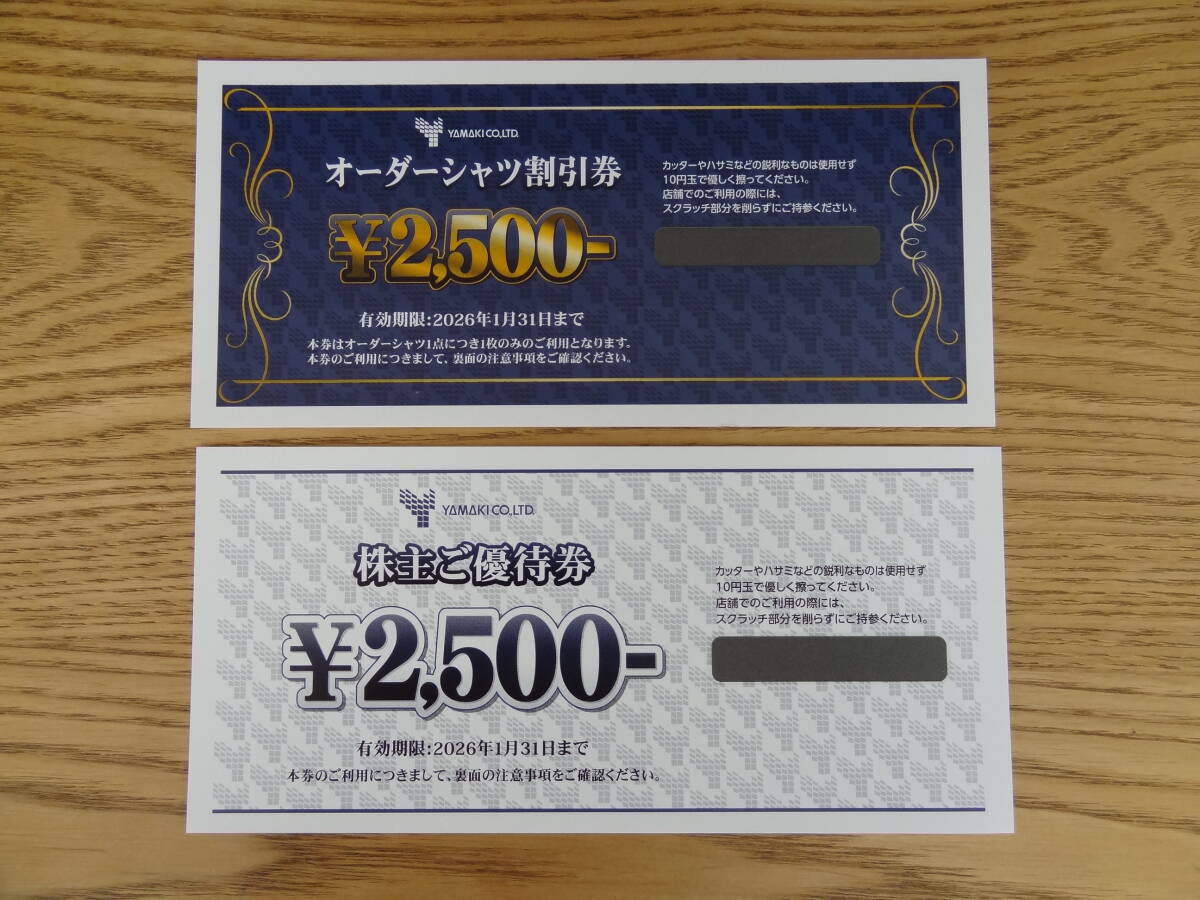 YAMAKI CO.,LTD.
オーダーシャツ割引券
¥2,500-
有効期限:2026年1月31日まで
本券はオーダーシャツ1点につき1枚のみのご利用となります。
本券のご利用につきまして、裏面の注意事項をご確認ください。
カッターやハサミなどの鋭利なものは使用せず
10円玉で優しく擦ってください。
店舗でのご利用の際には、
スクラッチ部分を削らずにご持参ください。
YAMAKI CO.,LTD.
株主ご優待券
¥2,500-
有効期限:2026年1月31日まで
本券のご利用につきまして、裏面の注意事項をご確認ください。
カッターやハサミなどの鋭利なものは使用せず
10円玉で優しく擦ってください。
店舗でのご利用の際には、
スクラッチ部分を削らずにご持参ください。